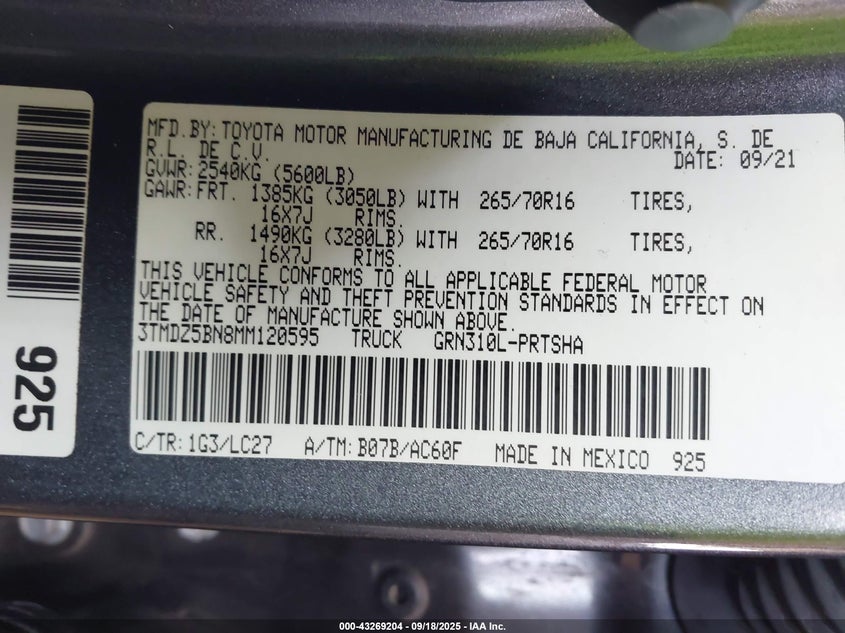 MFD.BY: TOYOTA MOTOR MANUFACTURING DE BAJA CALIFORNIA, S. DE
R.L. DE C.V. DATE: 09/21
GVWR: 2540KG (5600LB)
GAWR: FRT. 1385KG (3050LB) WITH 265/70R16 TIRES,
16X7J RIMS.
RR. 1490KG (3280LB) WITH 265/70R16 TIRES,
16X7J RIMS.
THIS VEHICLE CONFORMS TO ALL APPLICABLE FEDERAL MOTOR
VEHICLE SAFETY AND THEFT PREVENTION STANDARDS IN EFFECT ON
THE DATE OF MANUFACTURE SHOWN ABOVE.
3TMDZ5BN8MM120595 TRUCK GRN310L-PRTSHA
C/TR: 1G3/LC27 A/TM: B07B/AC60F MADE IN MEXICO 925
925
000-43269204 - 09/18/2025 - IAA Inc.